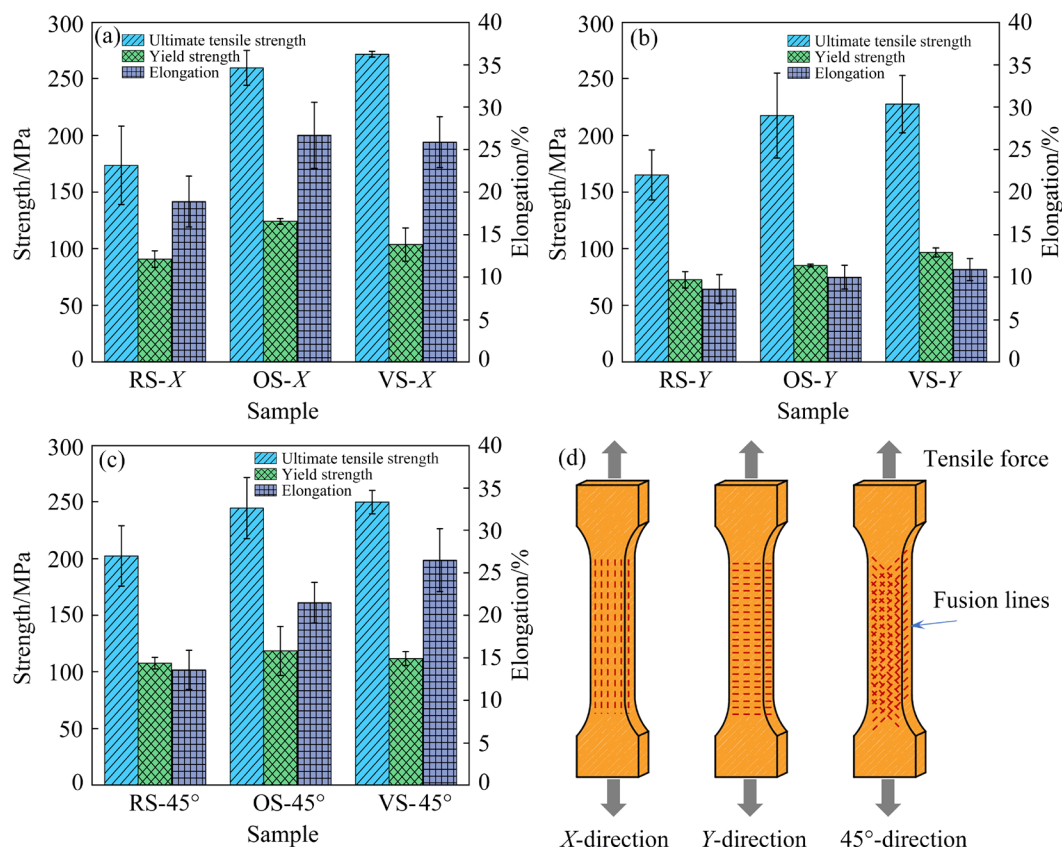 (a)
Ultimate tensile strength
Yield strength
Elongation
300
250
200
150
100
50
0
Strength/MPa
40
35
30
25
20
15
10
5
0
Elongation/%
RS-X
OS-X
VS-X
Sample
(b)
Ultimate tensile strength
Yield strength
Elongation
300
250
200
150
100
50
0
Strength/MPa
40
35
30
25
20
15
10
5
0
Elongation/%
RS-Y
OS-Y
VS-Y
Sample
(c)
Ultimate tensile strength
Yield strength
Elongation
300
250
200
150
100
50
0
Strength/MPa
40
35
30
25
20
15
10
5
0
Elongation/%
RS-45°
OS-45°
VS-45°
Sample
(d)
Tensile force
Fusion lines
X-direction
Y-direction
45°-direction